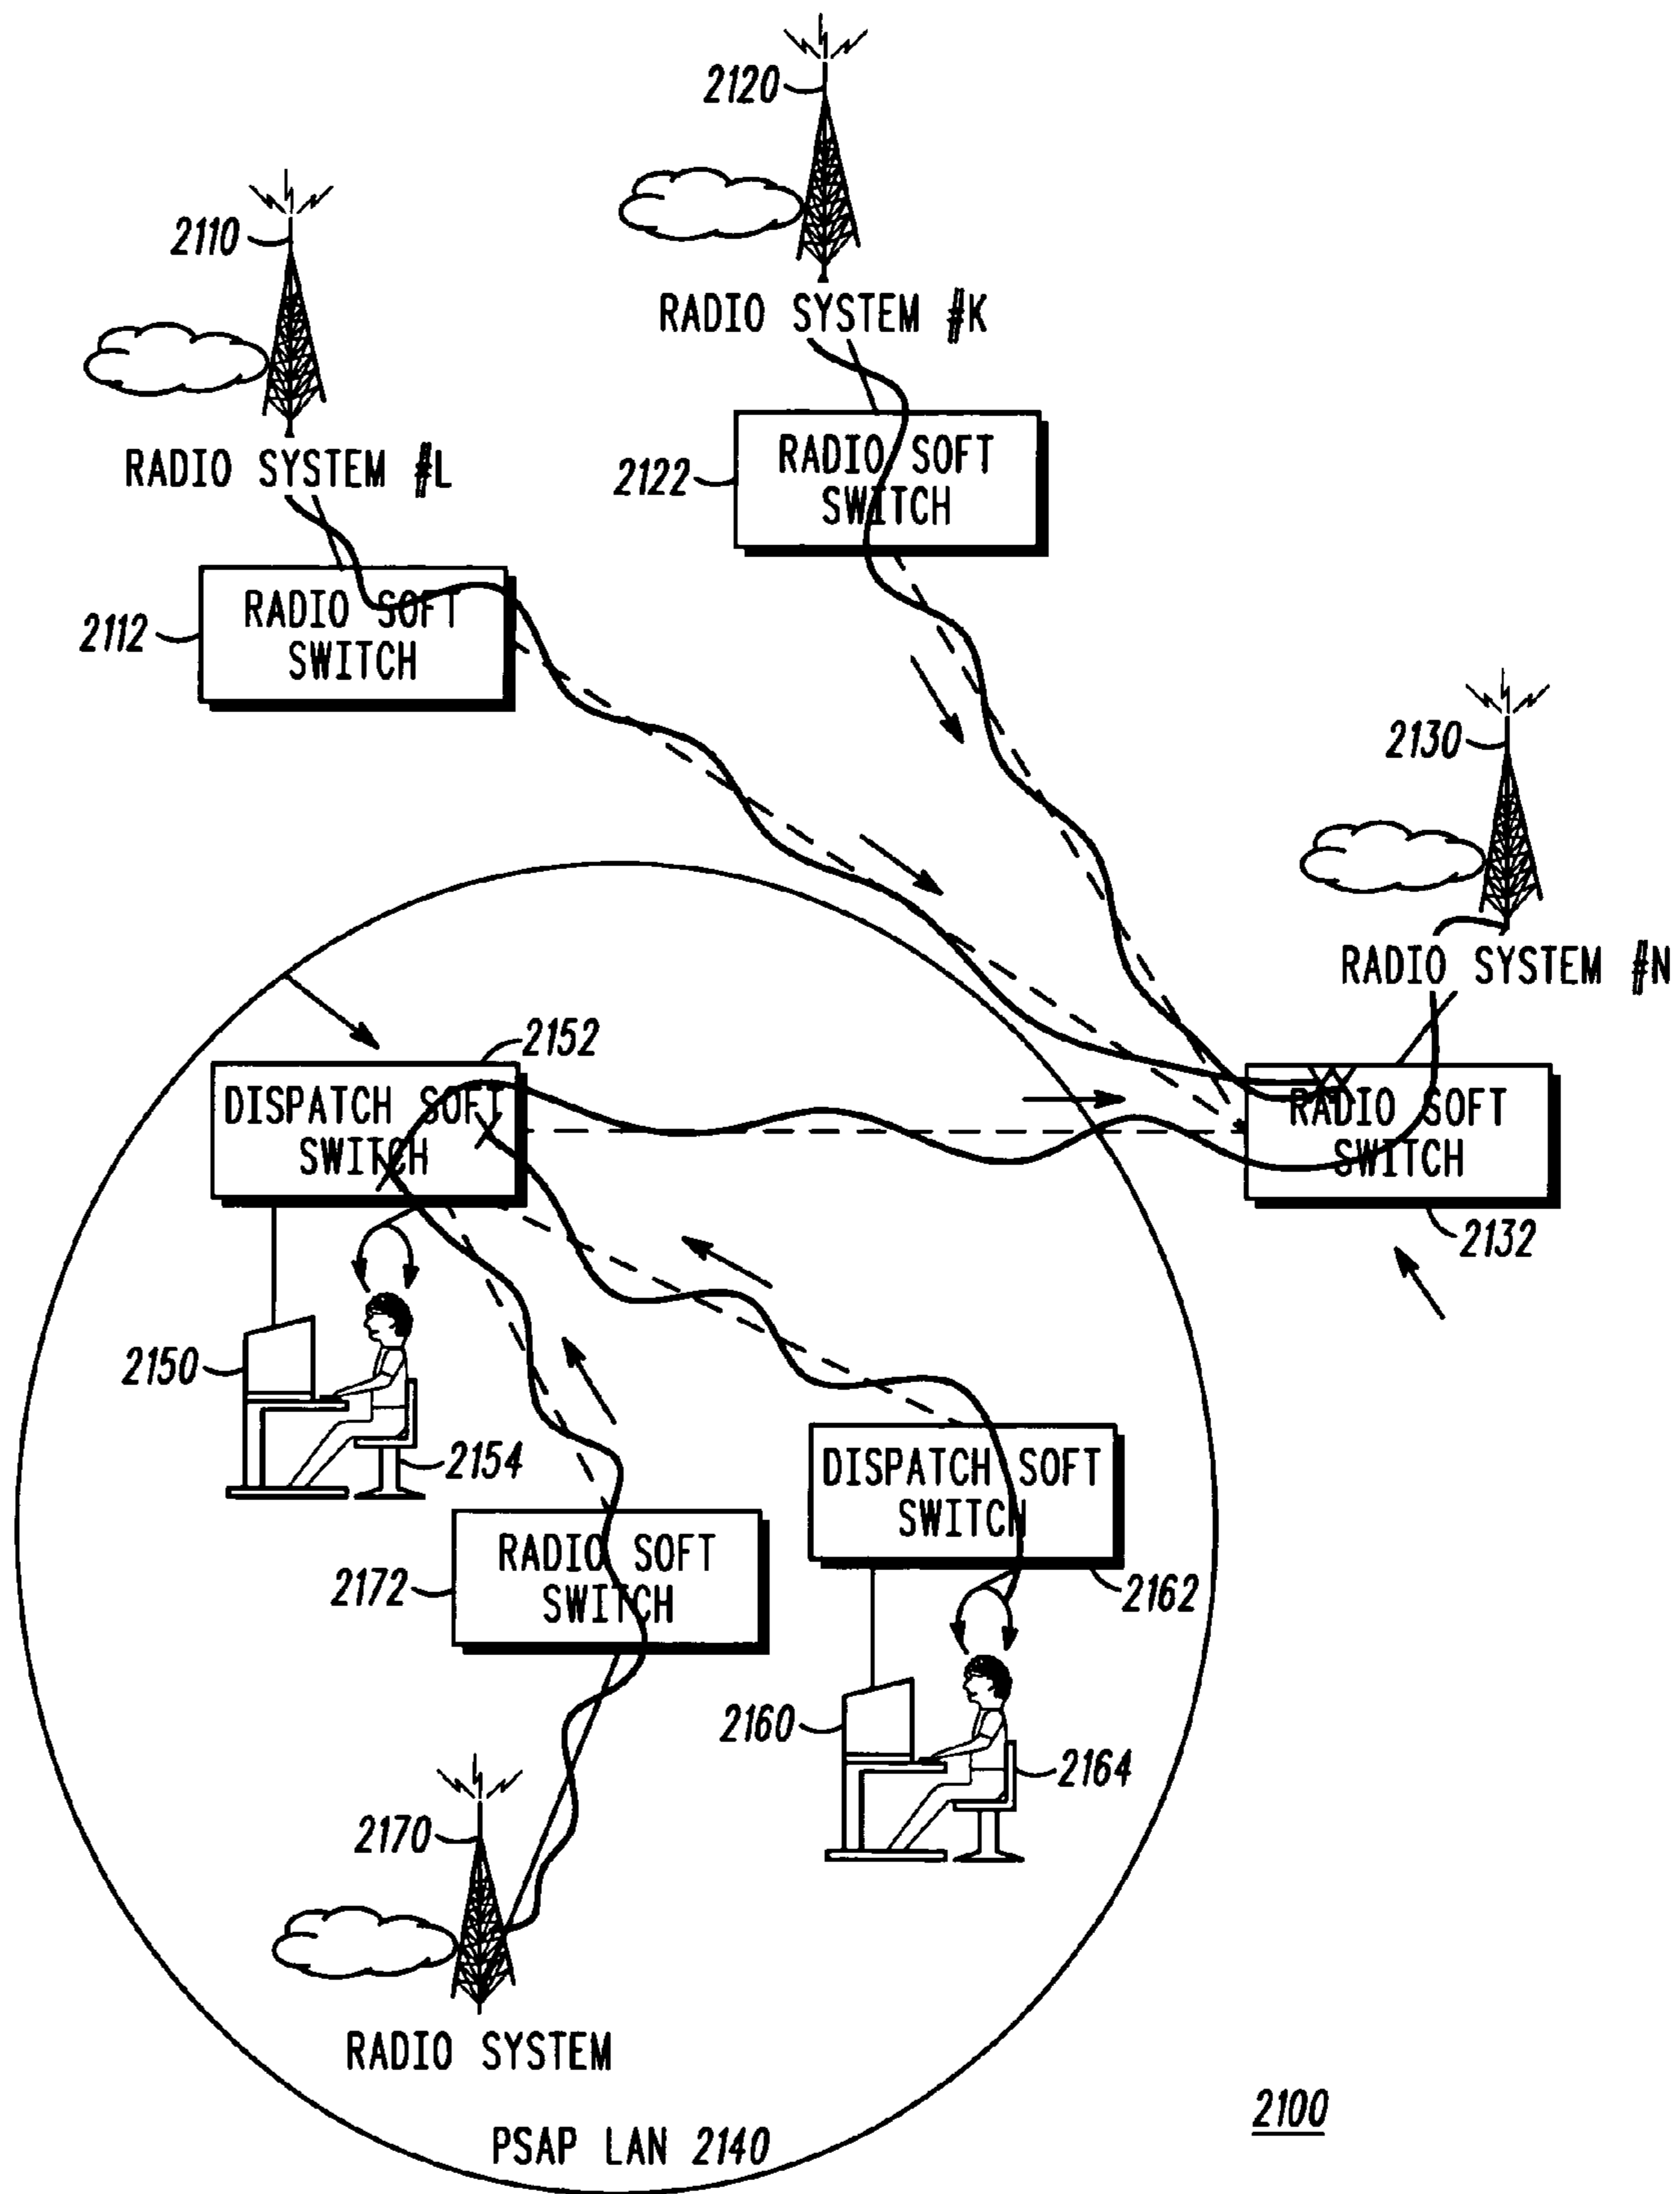 2120
2110
RADIO SYSTEM #K
RADIO SYSTEM #L
2122
RADIO SOFT
SWITCH
2112
RADIO SOFT
SWITCH
2130
RADIO SYSTEM #N
2152
DISPATCH SOFT
SWITCH
RADIO SOFT
SWITCH
2132
2150
2154
DISPATCH SOFT
SWITCH
2162
2172
RADIO SOFT
SWITCH
2160
2164
2170
RADIO SYSTEM
PSAP LAN 2140
2100